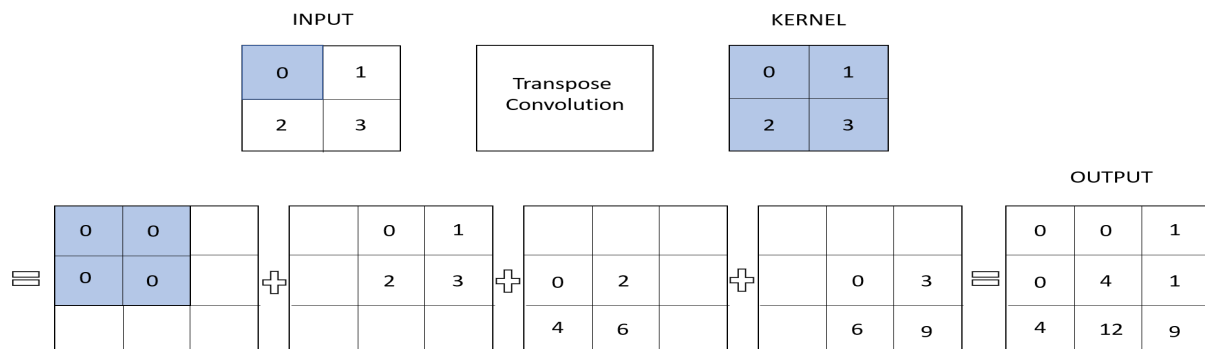 INPUT KERNEL
0 1 Transpose Convolution 0 1
2 3 2 3
OUTPUT
0 0 0 1 0 0 1
= 0 0 + 2 3 + 0 2 + 0 3 = 0 4 1
4 6 6 9 4 12 9